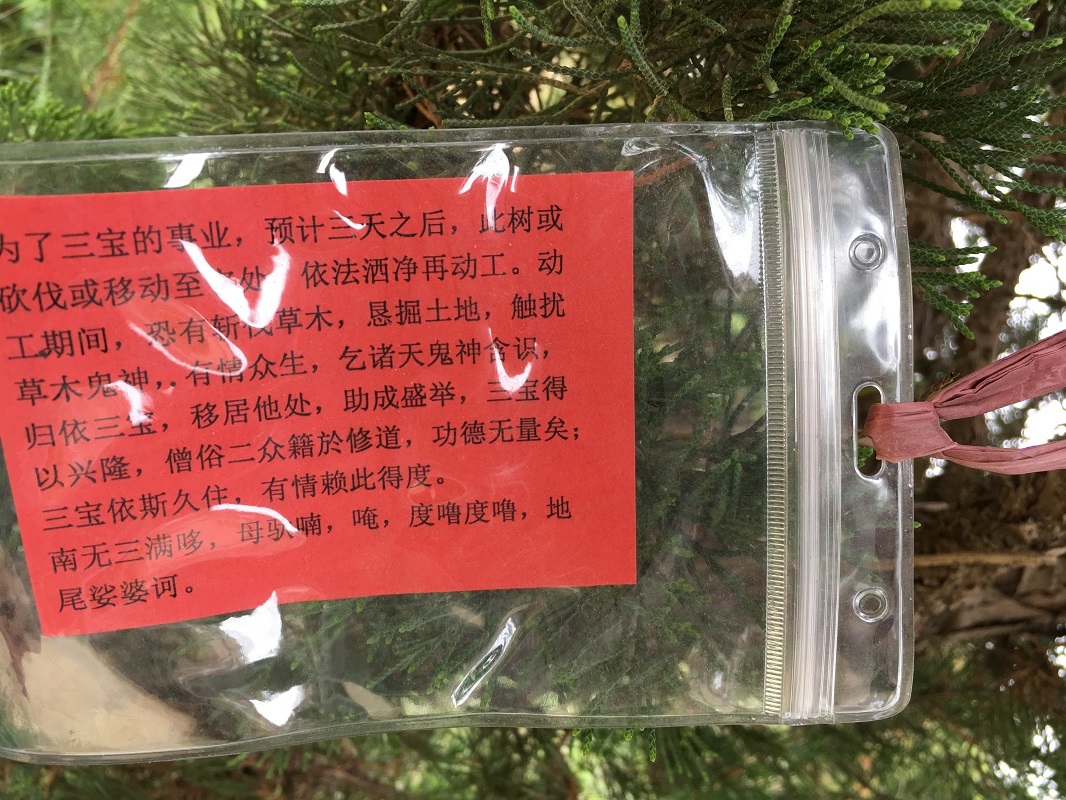 为了三宝的事业，预计三天之后，此树或
砍伐或移动至处，依法洒净再动工。动
工期间，恐有斩伐草木，恳掘土地，触扰
草木鬼神，，有情众生，乞诸天鬼神含识，
归依三宝，移居他处，助成盛举，三宝得
以兴隆，僧俗二众籍於修道，功德无量矣；
三宝依斯久住，有情赖此得度。
南无三满哆，母驮喃，唵，度噜度噜，地
尾娑婆诃。